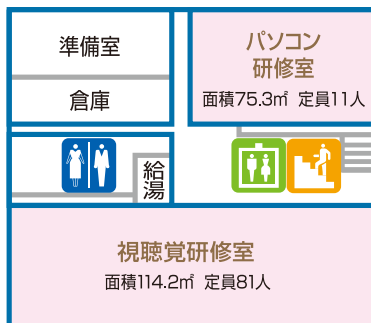 準備室
倉庫
パソコン
研修室
面積75.3㎡ 定員11人
給湯
視聴覚研修室
面積114.2㎡ 定員81人